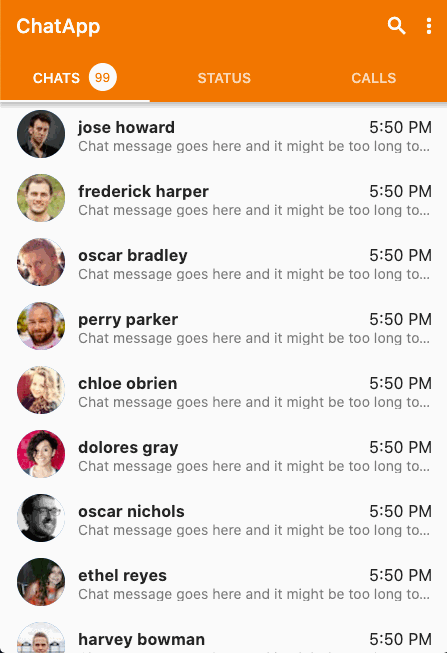 ChatApp
CHATS 99 STATUS CALLS
jose howard 5:50 PM
Chat message goes here and it might be too long to...
frederick harper 5:50 PM
Chat message goes here and it might be too long to...
oscar bradley 5:50 PM
Chat message goes here and it might be too long to...
perry parker 5:50 PM
Chat message goes here and it might be too long to...
chloe obrien 5:50 PM
Chat message goes here and it might be too long to...
dolores gray 5:50 PM
Chat message goes here and it might be too long to...
oscar nichols 5:50 PM
Chat message goes here and it might be too long to...
ethel reyes 5:50 PM
Chat message goes here and it might be too long to...
harvey bowman 5:50 PM